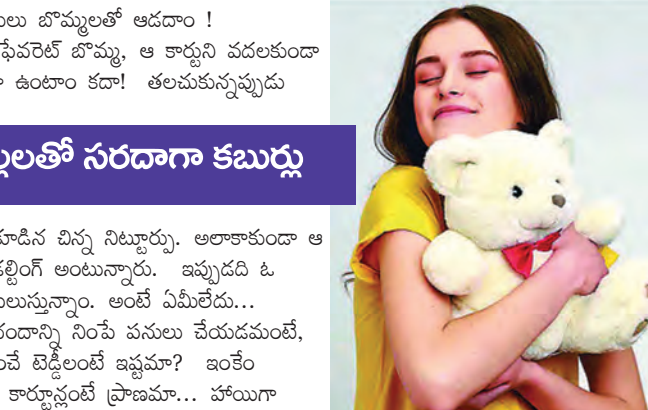 లు బొమ్మలతో ఆడదాం !
ఫేవరెట్ బొమ్మ, ఆ కార్టుని వదలకుండా
ఉంటాం కదా! తలచుకున్నప్పుడు
ల్లలతో సరదాగా కబుర్లు
కూడిన చిన్న నిట్టూర్పు. అలాకాకుండా ఆ
డల్టింగ్ అంటున్నారు. ఇప్పుడది ఓ
లుస్తున్నాం. అంటే ఏమీలేదు...
నందాన్ని నింపే పనులు చేయడమంటే,
చే టెడ్డీలంటే ఇష్టమా? ఇంకేం
కార్టూన్లంటే ప్రాణమా... హాయిగా